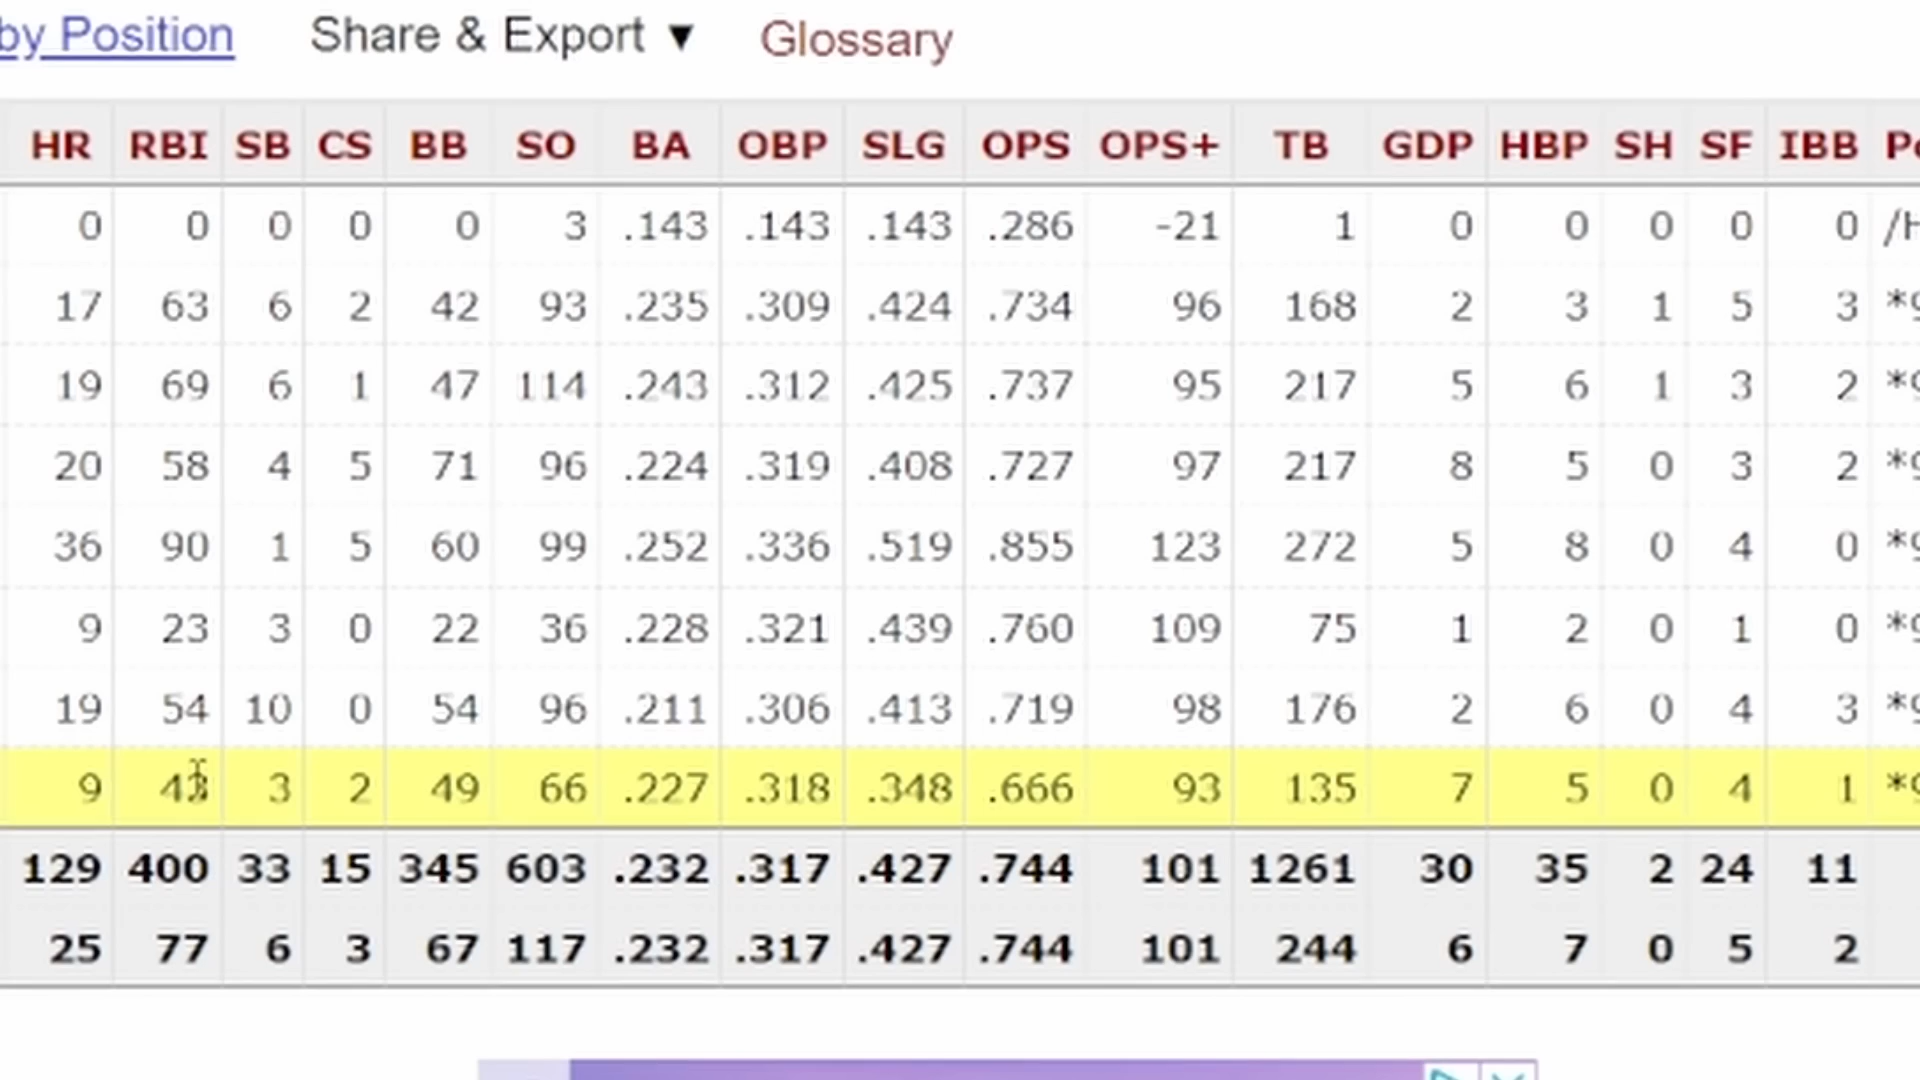 by Position Share & Export ▼ Glossary
HR RBI SB CS BB SO BA OBP SLG OPS OPS+ TB GDP HBP SH SF IBB
0 0 0 0 0 3 .143 .143 .143 .286 -21 1 0 0 0 0 0
17 63 6 2 42 93 .235 .309 .424 .734 96 168 2 3 1 5 3
19 69 6 1 47 114 .243 .312 .425 .737 95 217 5 6 1 3 2
20 58 4 5 71 96 .224 .319 .408 .727 97 217 8 5 0 3 2
36 90 1 5 60 99 .252 .336 .519 .855 123 272 5 8 0 4 0
9 23 3 0 22 36 .228 .321 .439 .760 109 75 1 2 0 1 0
19 54 10 0 54 96 .211 .306 .413 .719 98 176 2 6 0 4 3
9 43 3 2 49 66 .227 .318 .348 .666 93 135 7 5 0 4 1
129 400 33 15 345 603 .232 .317 .427 .744 101 1261 30 35 2 24 11
25 77 6 3 67 117 .232 .317 .427 .744 101 244 6 7 0 5 2